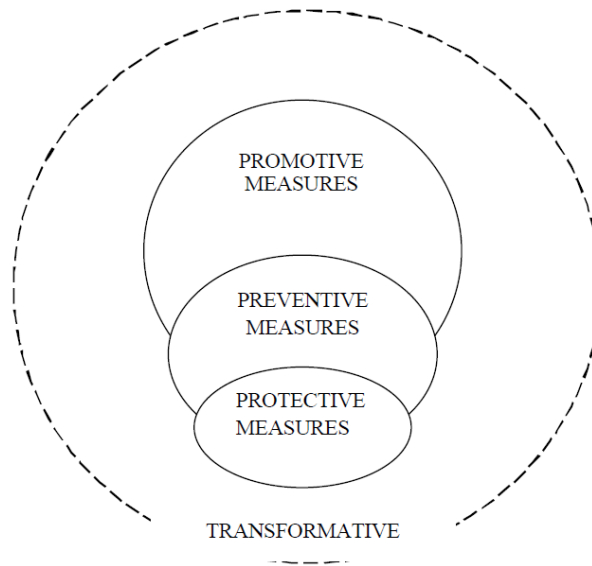 PROMOTIVE
MEASURES
PREVENTIVE
MEASURES
PROTECTIVE
MEASURES
TRANSFORMATIVE